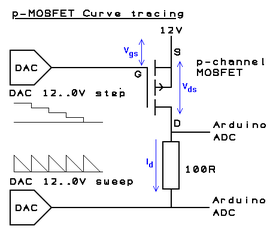 p-MOSFET Curve tracing
12V
S
Vgs
G
DAC
p-channel
MOSFET
Vds
DAC 12..0V step
D
Arduino
ADC
Id
100R
DAC 12..0V sweep
Arduino
ADC
DAC